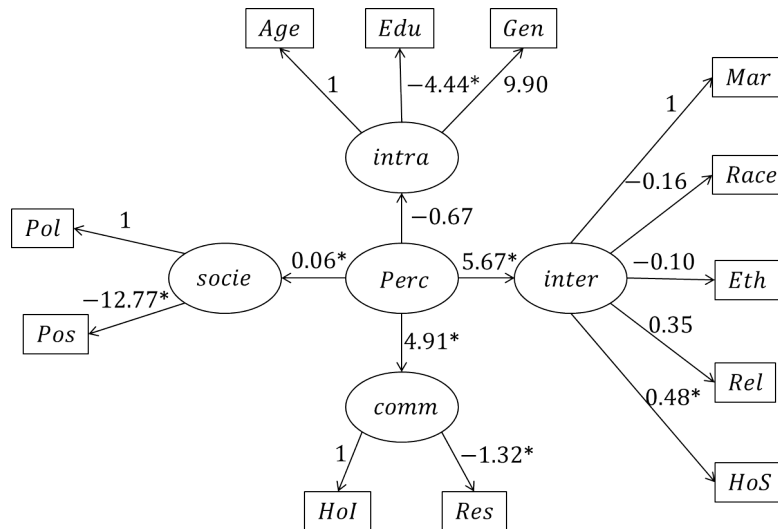 Age
Edu
Gen
1
−4.44*
9.90
Mar
1
intra
Race
−0.16
−0.67
Pol
1
socie
0.06*
Perc
5.67*
inter
−0.10
Eth
−12.77*
Pos
4.91*
0.35
Rel
comm
0.48*
1
−1.32*
HoS
HoI
Res